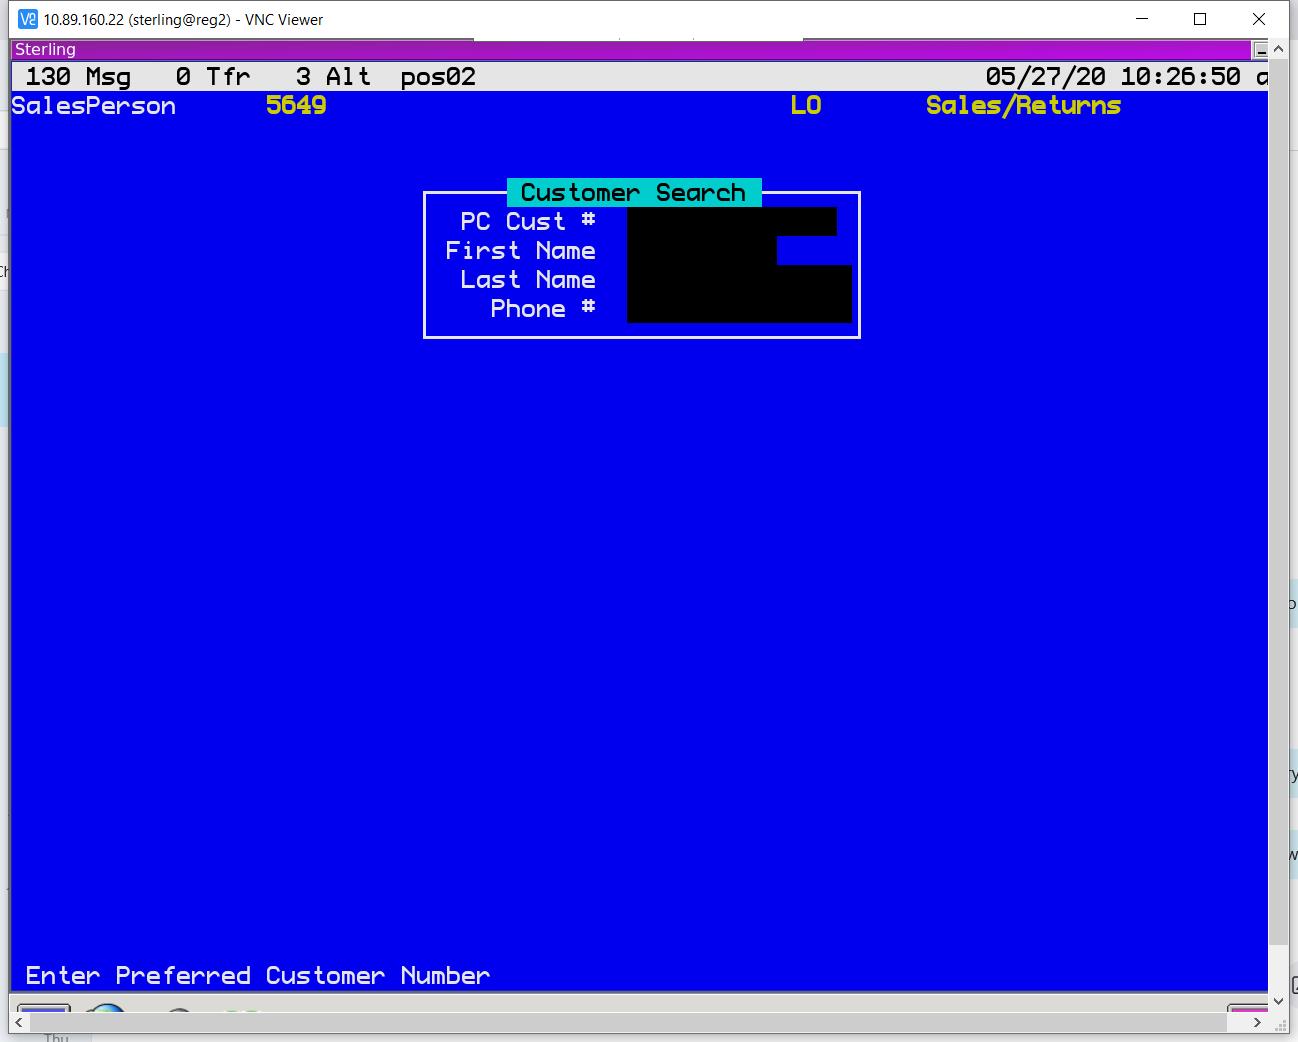 10.89.160.22 (sterling@reg2) - VNC Viewer
Sterling
130 Msg 0 Tfr 3 Alt pos02 05/27/20 10:26:50 a
SalesPerson 5649 LO Sales/Returns
Customer Search
PC Cust #
First Name
Last Name
Phone #
Enter Preferred Customer Number
Thu